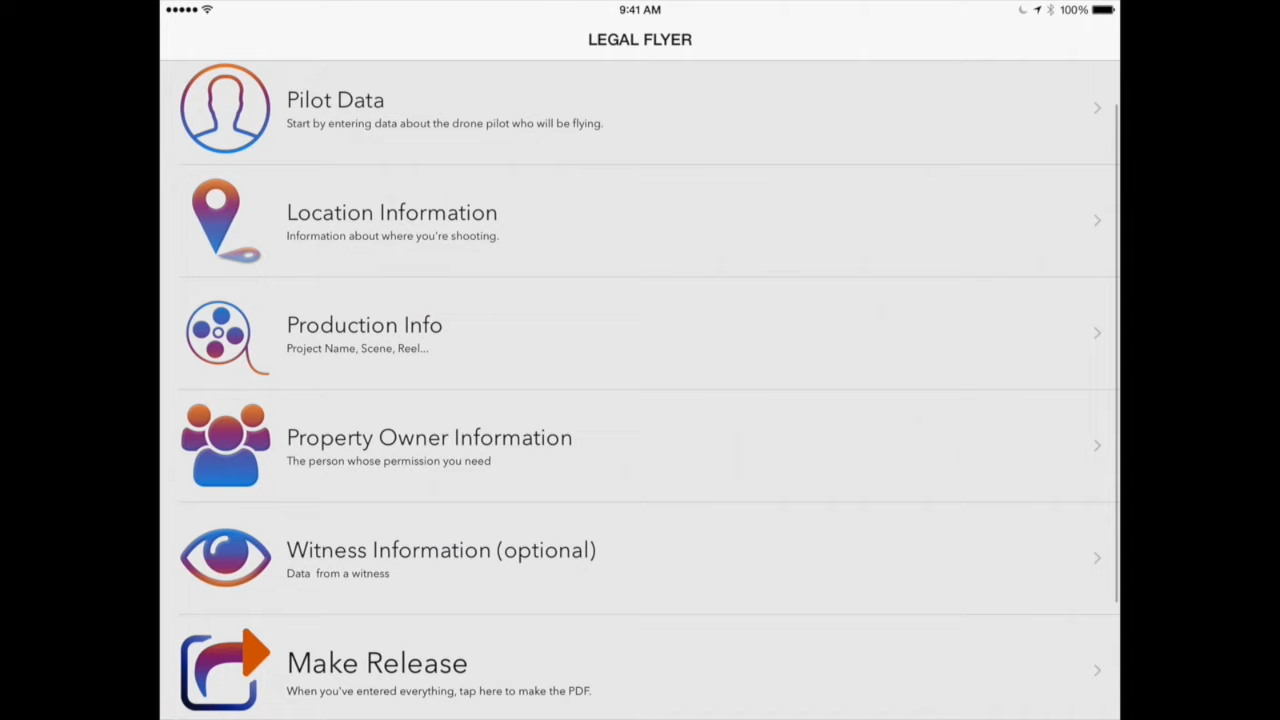 9:41 AM
100%
LEGAL FLYER
Pilot Data
Start by entering data about the drone pilot who will be flying.
Location Information
Information about where you're shooting.
Production Info
Project Name, Scene, Reel...
Property Owner Information
The person whose permission you need
Witness Information (optional)
Data from a witness
Make Release
When you've entered everything, tap here to make the PDF.